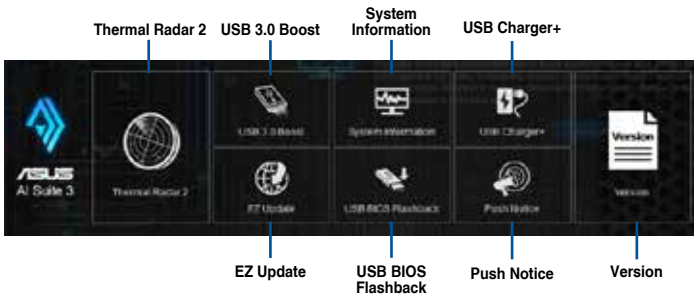 System
Thermal Radar 2 USB 3.0 Boost Information USB Charger+
USB 3.0 Boost
System Information
USB Charger+
Version
ASUS
AI Suite 3
Thermal Radar 2
EZ Update
USB BIOS Flashback
Push Notice
Version
EZ Update USB BIOS Push Notice Version
Flashback